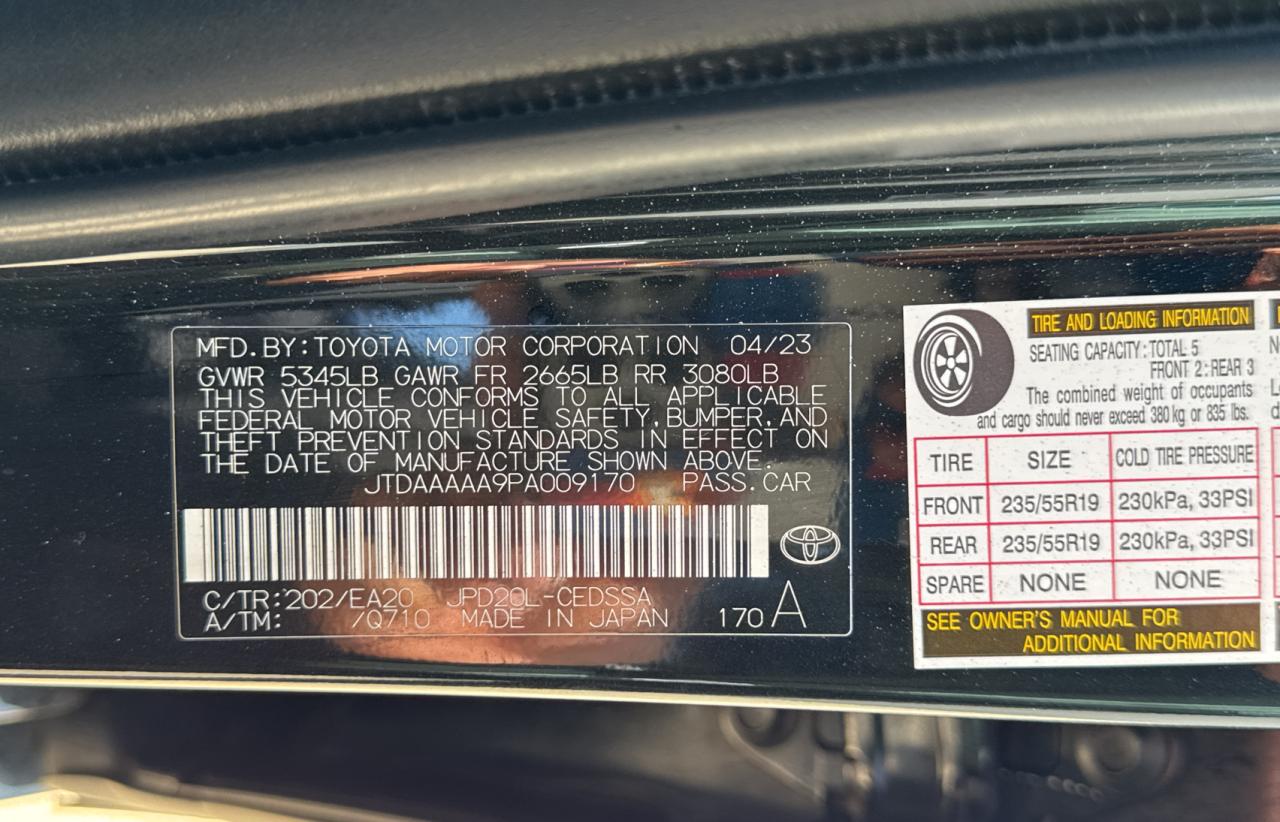 MFD.BY:TOYOTA MOTOR CORPORATION 04/23
GVWR 5345LB GAWR FR 2665LB RR 3080LB
THIS VEHICLE CONFORMS TO ALL APPLICABLE
FEDERAL MOTOR VEHICLE SAFETY,BUMPER,AND
THEFT PREVENTION STANDARDS IN EFFECT ON
THE DATE OF MANUFACTURE SHOWN ABOVE.
JTDAAAAA9PA009170 PASS.CAR
C/TR:202/EA20 JPD20L-CEDSSA
A/TM: /Q710 MADE IN JAPAN 170 A
TIRE AND LOADING INFORMATION
SEATING CAPACITY:TOTAL 5
FRONT 2:REAR 3
The combined weight of occupants
and cargo should never exceed 380 kg or 835 lbs.
TIRE SIZE COLD TIRE PRESSURE
FRONT 235/55R19 230kPa, 33PSI
REAR 235/55R19 230kPa, 33PSI
SPARE NONE NONE
SEE OWNER'S MANUAL FOR
ADDITIONAL INFORMATION